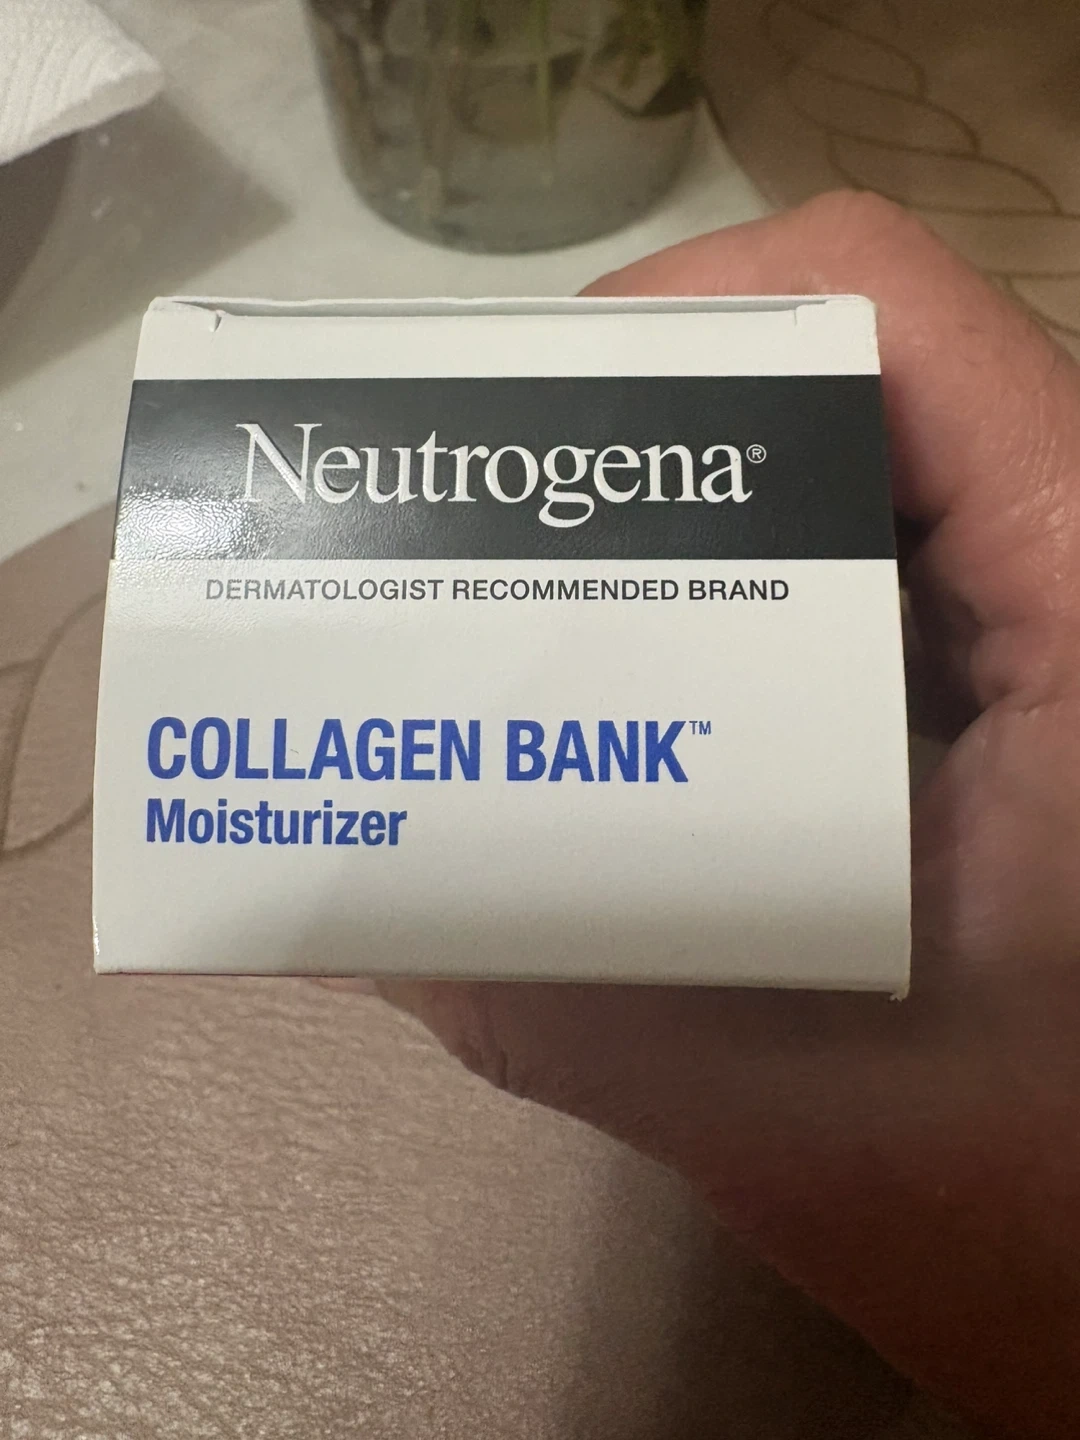 Neutrogena®
DERMATOLOGIST RECOMMENDED BRAND
COLLAGEN BANK™
Moisturizer